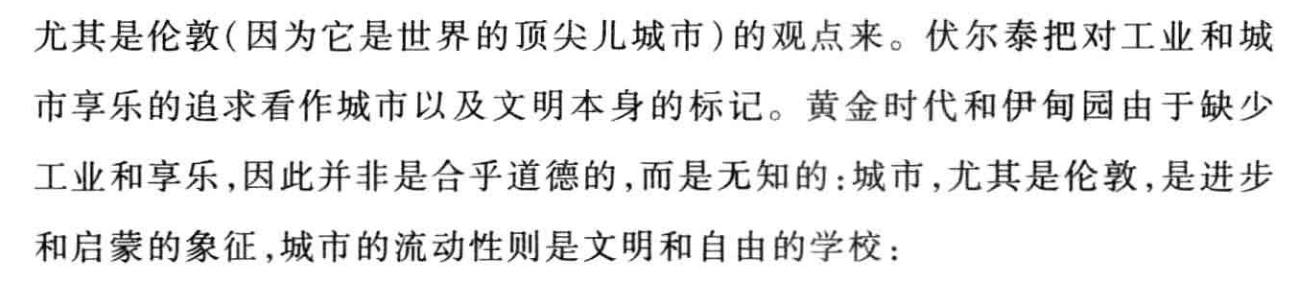 尤其是伦敦(因为它是世界的顶尖儿城市)的观点来。伏尔泰把对工业和城
市享乐的追求看作城市以及文明本身的标记。黄金时代和伊甸园由于缺少
工业和享乐,因此并非是合乎道德的,而是无知的:城市,尤其是伦敦,是进步
和启蒙的象征,城市的流动性则是文明和自由的学校: